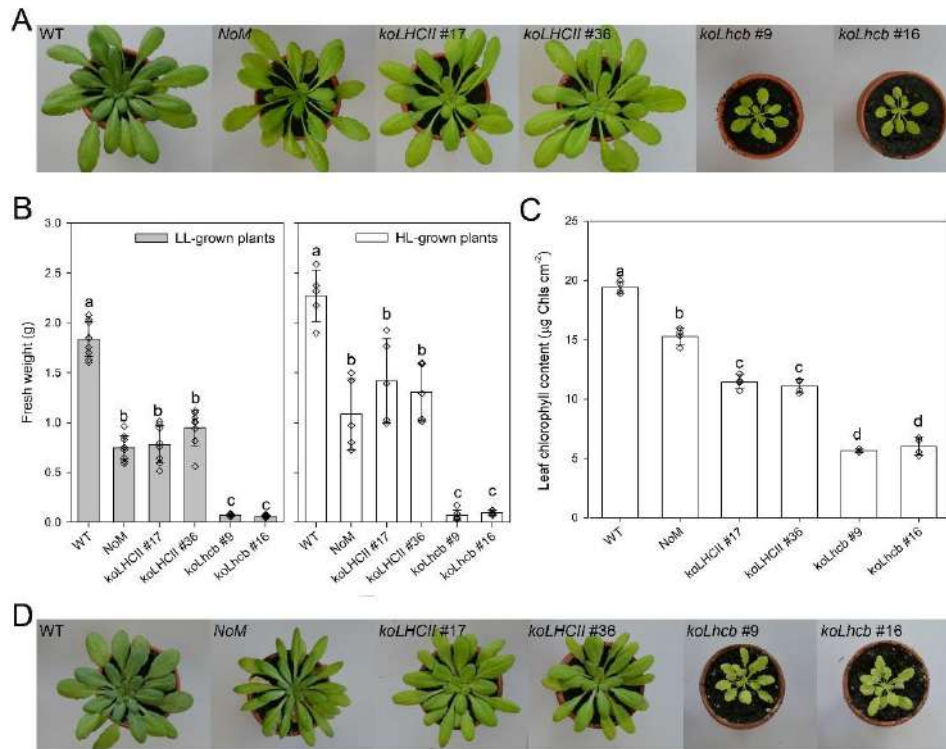 A
WT NoM koLHCII #17 koLHCII #36 koLhcb #9 koLhcb #16
B
3.0
2.5
2.0
1.5
1.0
0.5
0.0
Fresh weight (g)
LL-grown plants
a
b
b
b
c
c
WT
NoM
koLHCII #17
koLHCII #36
koLhcb #9
koLhcb #16
HL-grown plants
a
b
b
b
c
c
WT
NoM
koLHCII #17
koLHCII #36
koLhcb #9
koLhcb #16
C
25
20
15
10
5
0
Leaf chlorophyll content (µg Chls cm⁻²)
a
b
c
c
d
d
WT
NoM
koLHCII #17
koLHCII #36
koLhcb #9
koLhcb #16
D
WT NoM koLHCII #17 koLHCII #36 koLhcb #9 koLhcb #16